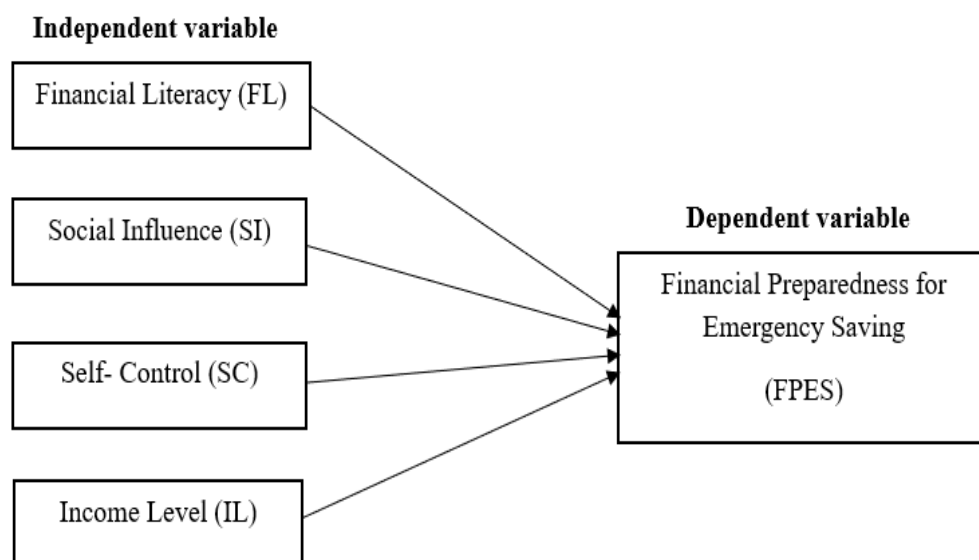 Independent variable
Financial Literacy (FL)
Social Influence (SI)
Self- Control (SC)
Income Level (IL)
Dependent variable
Financial Preparedness for
Emergency Saving
(FPES)